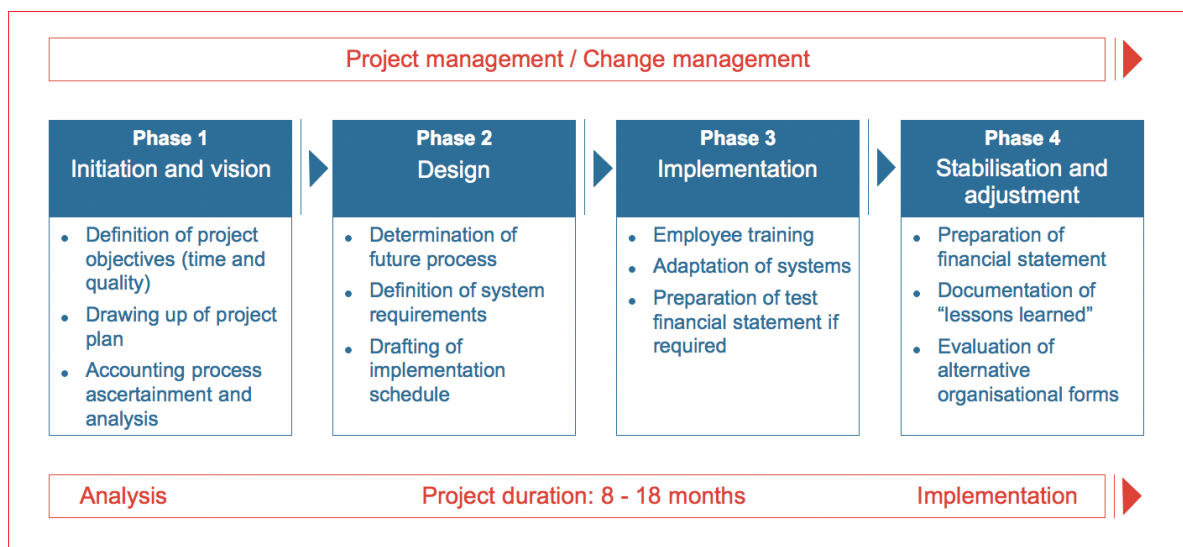 Project management / Change management
Phase 1
Initiation and vision
• Definition of project
objectives (time and
quality)
• Drawing up of project
plan
• Accounting process
ascertainment and
analysis
Phase 2
Design
• Determination of
future process
• Definition of system
requirements
• Drafting of
implementation
schedule
Phase 3
Implementation
• Employee training
• Adaptation of systems
• Preparation of test
financial statement if
required
Phase 4
Stabilisation and
adjustment
• Preparation of
financial statement
• Documentation of
“lessons learned”
• Evaluation of
alternative
organisational forms
Analysis
Project duration: 8 - 18 months
Implementation